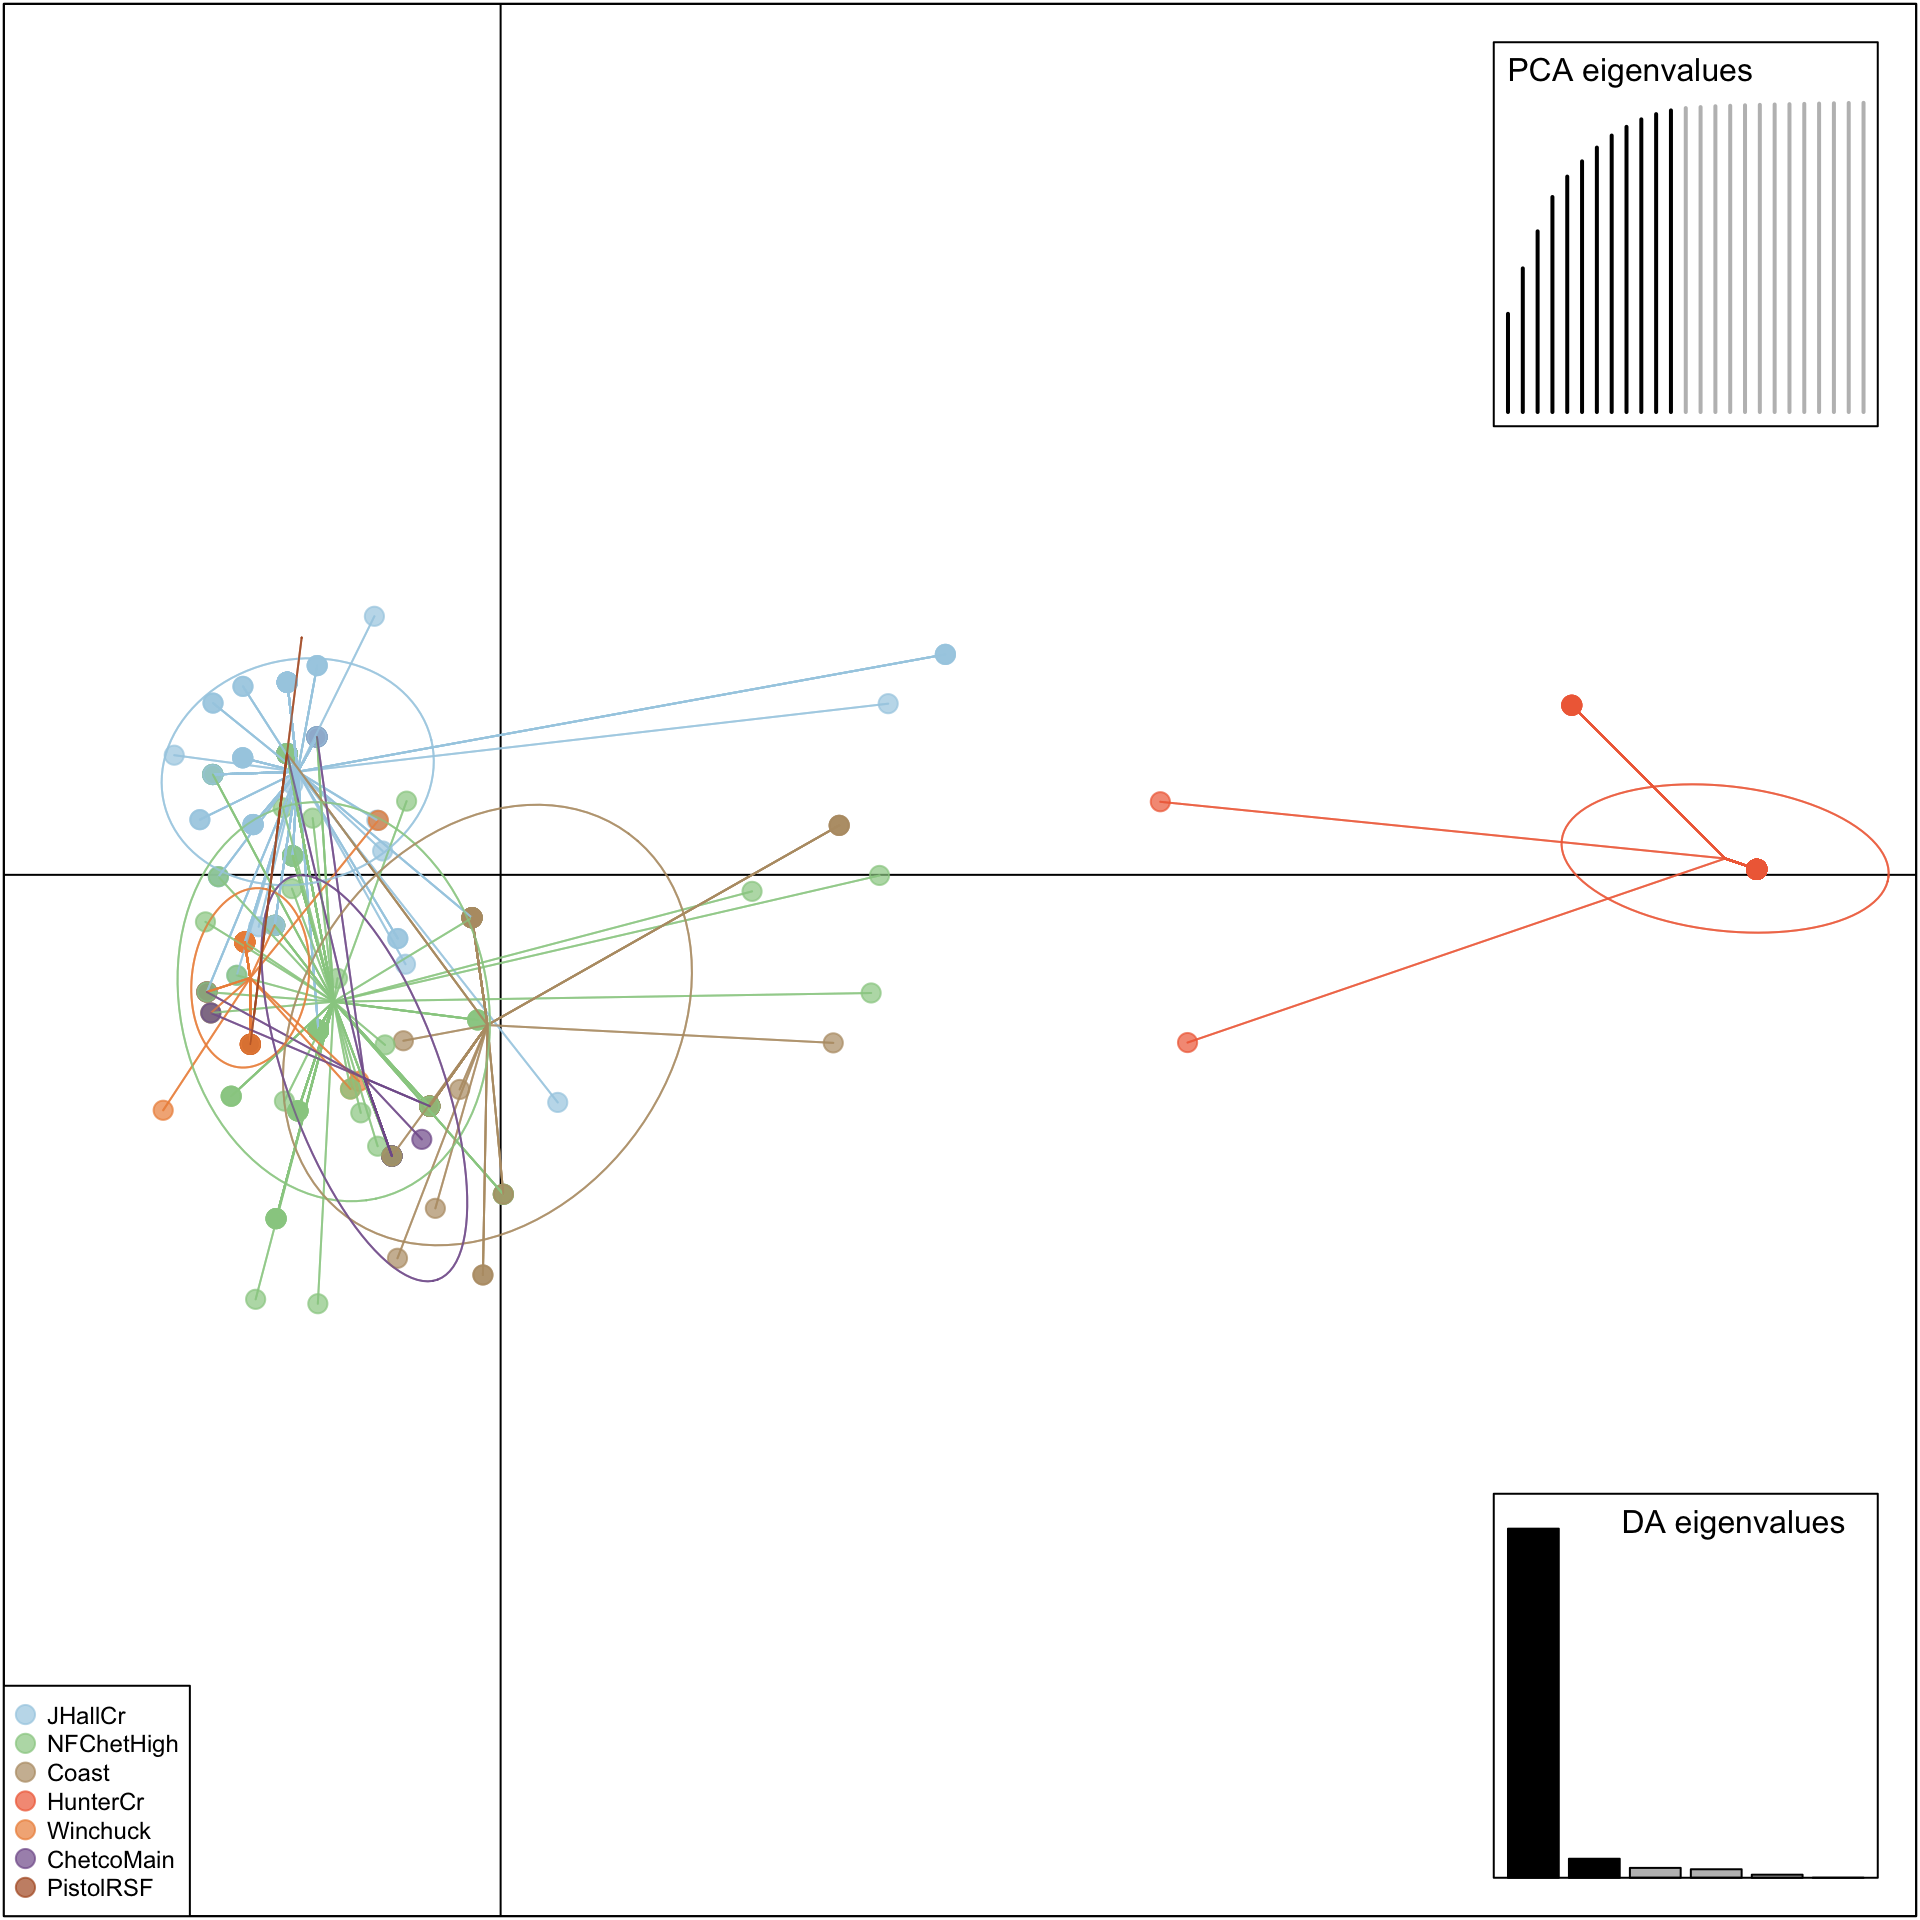 PCA eigenvalues
DA eigenvalues
JHallCr
NFChetHigh
Coast
HunterCr
Winchuck
ChetcoMain
PistolRSF